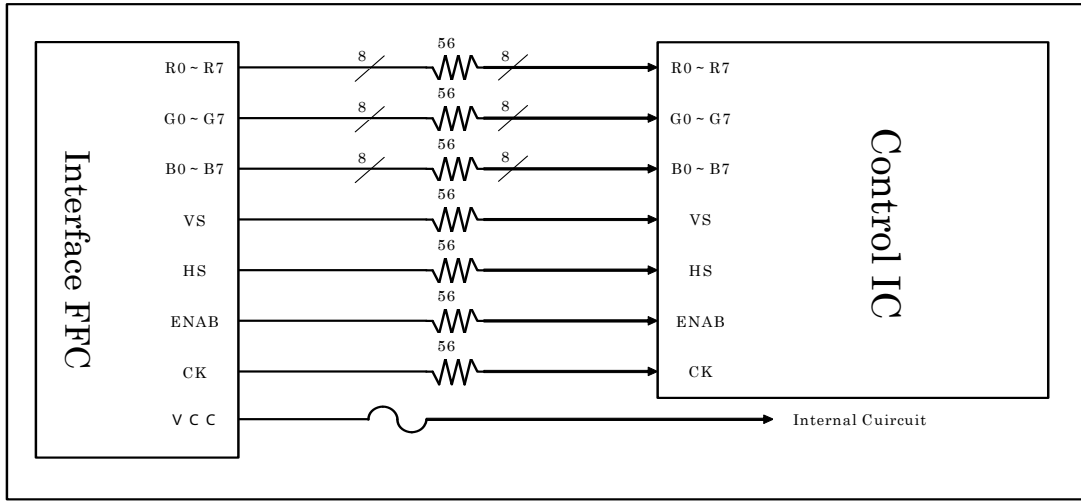 56
R0~R7 8 8 R0~R7
56
G0~G7 8 8 G0~G7
56
B0~B7 8 8 B0~B7
56
VS VS
56
HS HS
56
ENAB ENAB
56
CK CK
VCC Internal Cuircuit
Interface FFC
Control IC